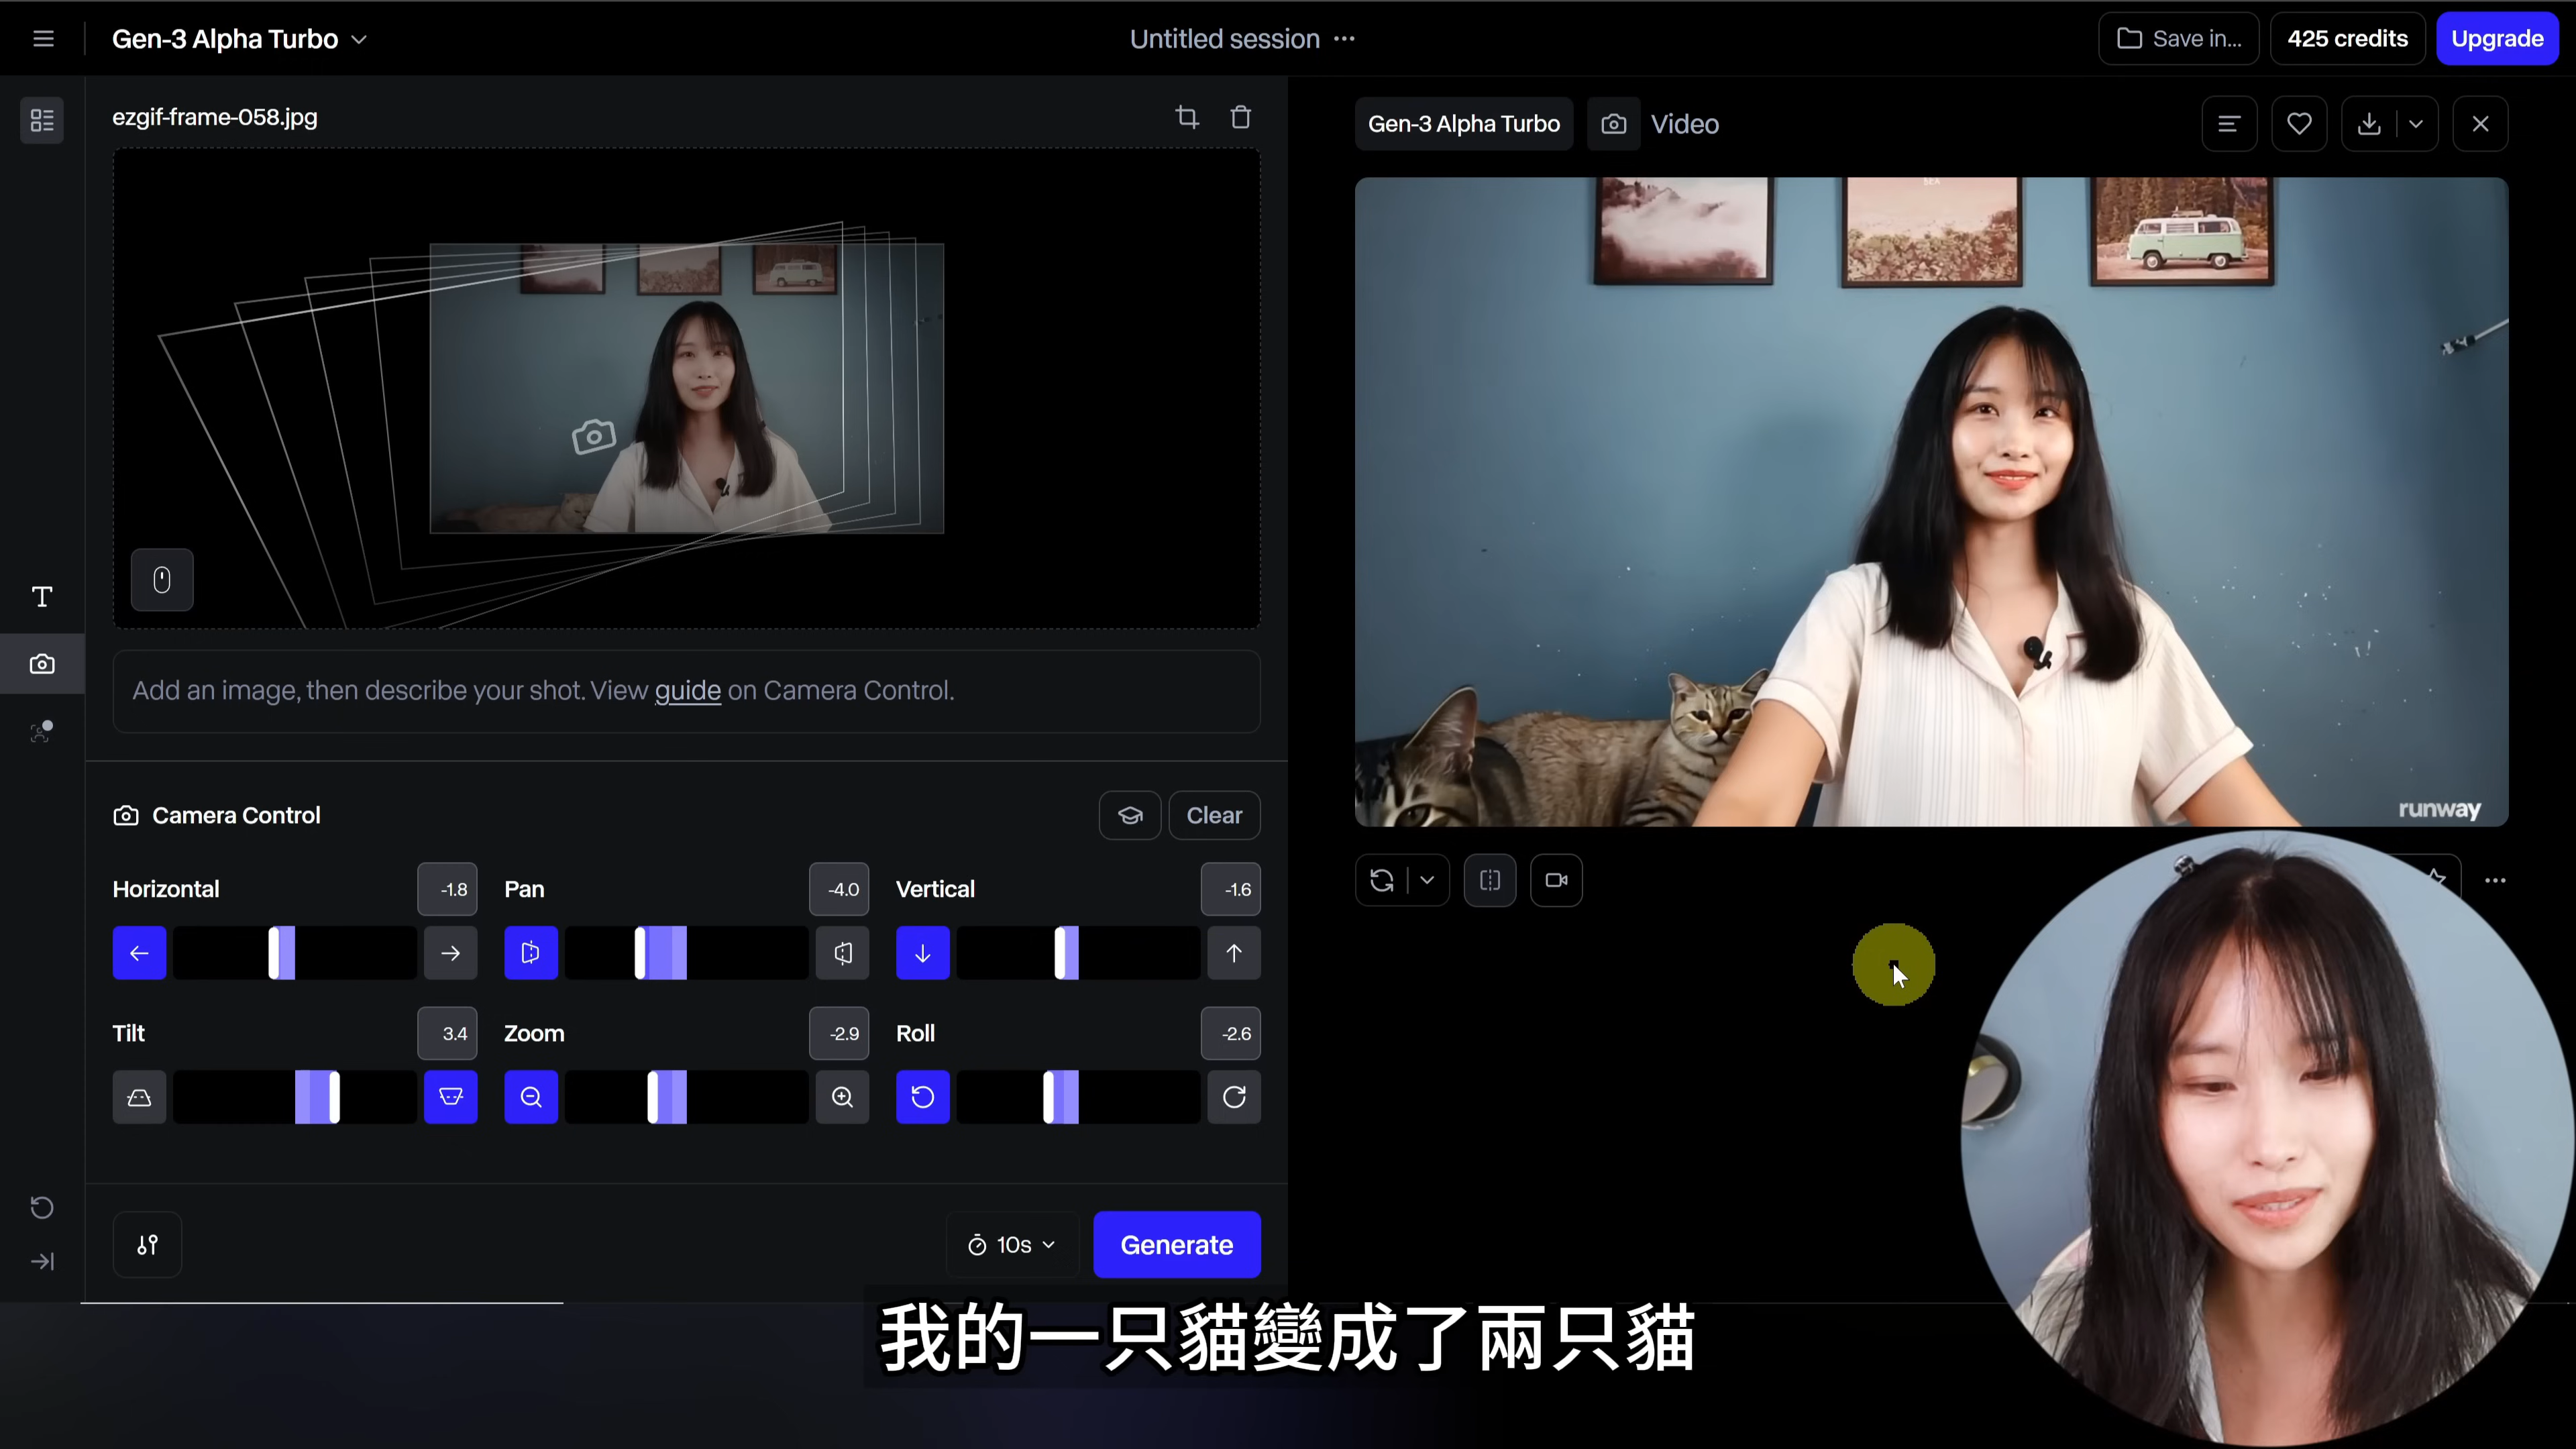 Gen-3 Alpha Turbo
Untitled session
Save in...
425 credits
Upgrade
ezgif-frame-058.jpg
Gen-3 Alpha Turbo
Video
SEA
runway
Add an image, then describe your shot. View guide on Camera Control.
Camera Control
Clear
Horizontal
-1.8
Pan
-4.0
Vertical
-1.6
Tilt
3.4
Zoom
-2.9
Roll
-2.6
10s
Generate
我的一只貓變成了兩只貓